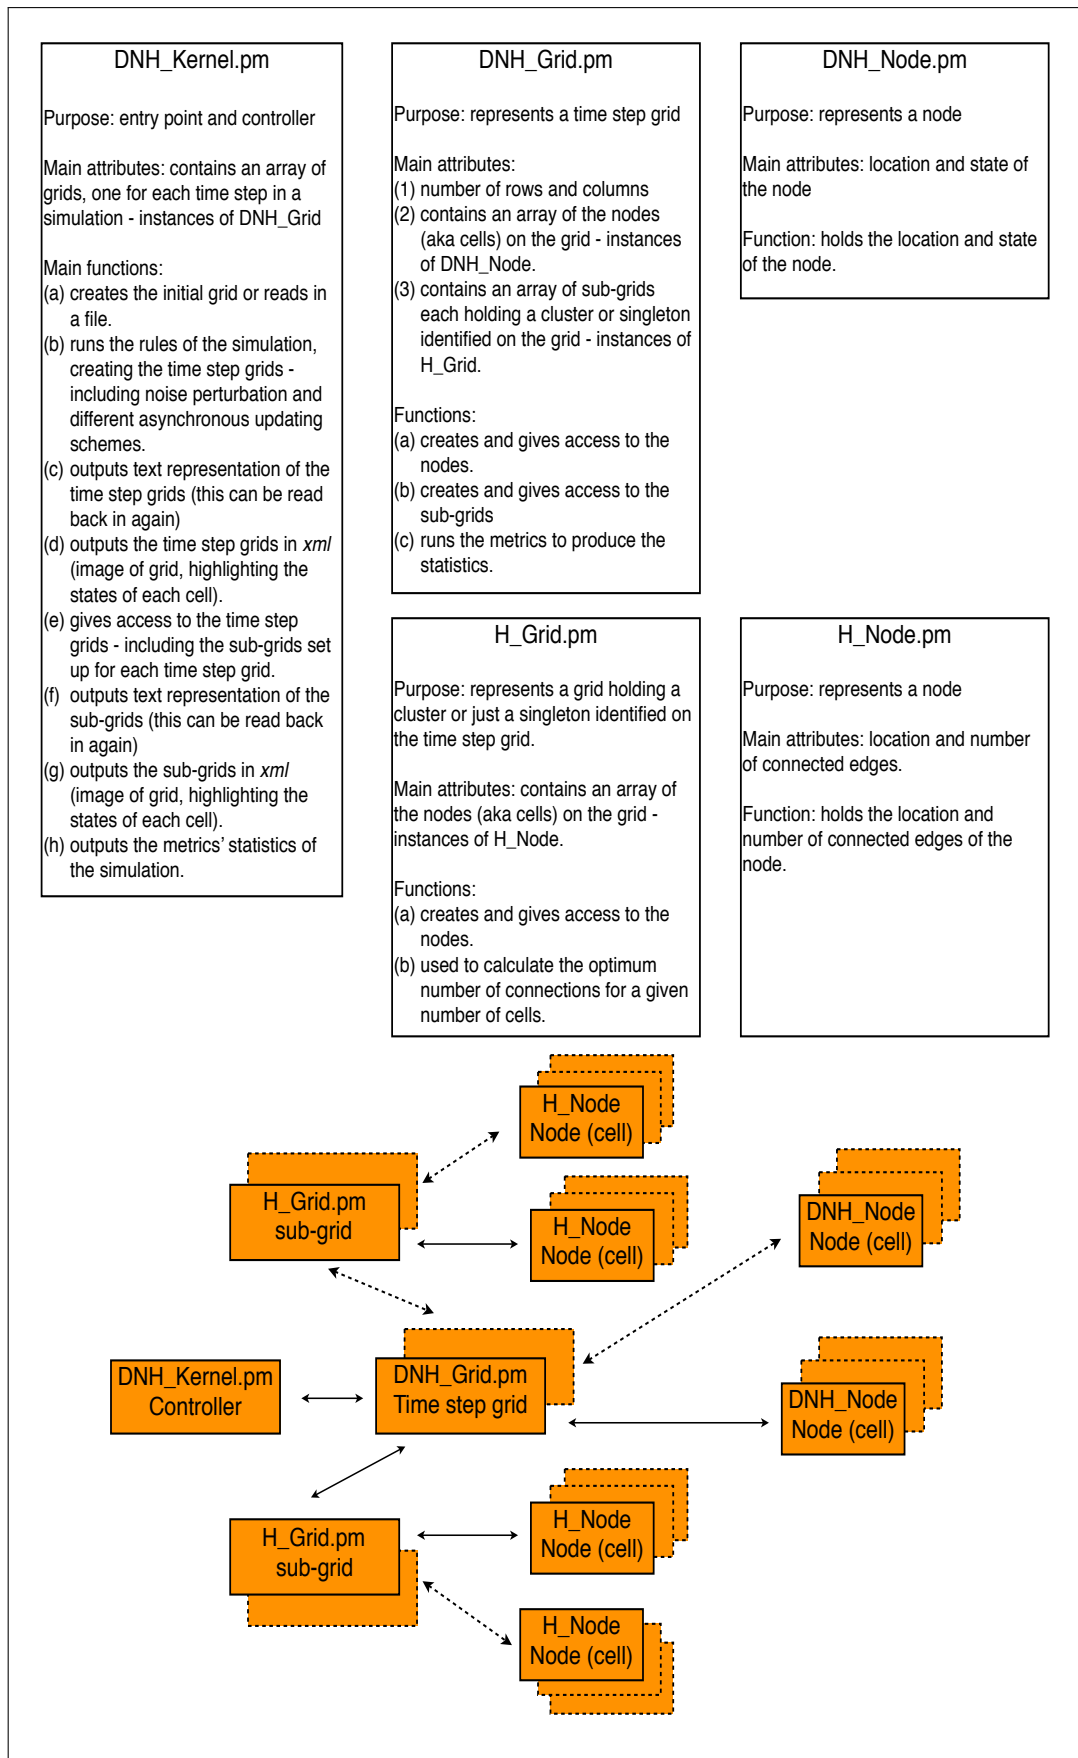 DNH_Kernel.pm
Purpose: entry point and controller
Main attributes: contains an array of
grids, one for each time step in a
simulation - instances of DNH_Grid
Main functions:
(a) creates the initial grid or reads in
a file.
(b) runs the rules of the simulation,
creating the time step grids -
including noise perturbation and
different asynchronous updating
schemes.
(c) outputs text representation of the
time step grids (this can be read
back in again)
(d) outputs the time step grids in xml
(image of grid, highlighting the
states of each cell).
(e) gives access to the time step
grids - including the sub-grids set
up for each time step grid.
(f) outputs text representation of the
sub-grids (this can be read back
in again)
(g) outputs the sub-grids in xml
(image of grid, highlighting the
states of each cell).
(h) outputs the metrics' statistics of
the simulation.
DNH_Grid.pm
Purpose: represents a time step grid
Main attributes:
(1) number of rows and columns
(2) contains an array of the nodes
(aka cells) on the grid - instances
of DNH_Node.
(3) contains an array of sub-grids
each holding a cluster or singleton
identified on the grid - instances of
H_Grid.
Functions:
(a) creates and gives access to the
nodes.
(b) creates and gives access to the
sub-grids
(c) runs the metrics to produce the
statistics.
DNH_Node.pm
Purpose: represents a node
Main attributes: location and state of
the node
Function: holds the location and state
of the node.
H_Grid.pm
Purpose: represents a grid holding a
cluster or just a singleton identified on
the time step grid.
Main attributes: contains an array of
the nodes (aka cells) on the grid -
instances of H_Node.
Functions:
(a) creates and gives access to the
nodes.
(b) used to calculate the optimum
number of connections for a given
number of cells.
H_Node.pm
Purpose: represents a node
Main attributes: location and number
of connected edges.
Function: holds the location and
number of connected edges of the
node.
H_Node
Node (cell)
H_Grid.pm
sub-grid
H_Node
Node (cell)
DNH_Node
Node (cell)
DNH_Kernel.pm
Controller
DNH_Grid.pm
Time step grid
DNH_Node
Node (cell)
H_Grid.pm
sub-grid
H_Node
Node (cell)
H_Node
Node (cell)